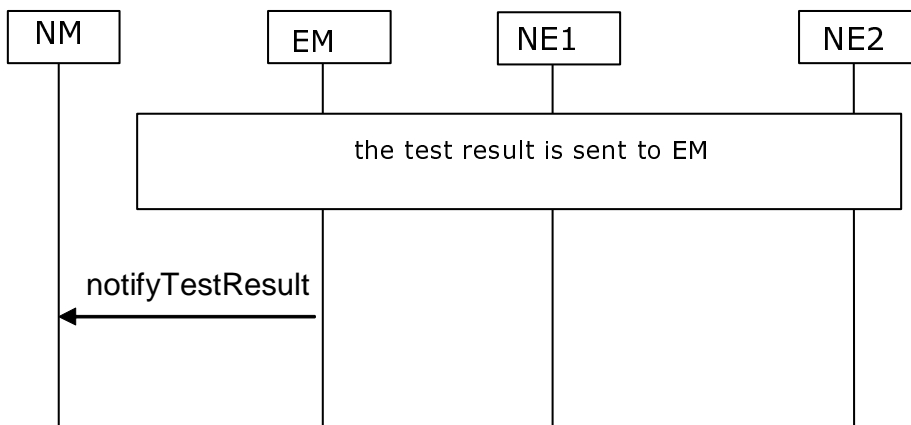 NM
EM
NE1
NE2
the test result is sent to EM
notifyTestResult